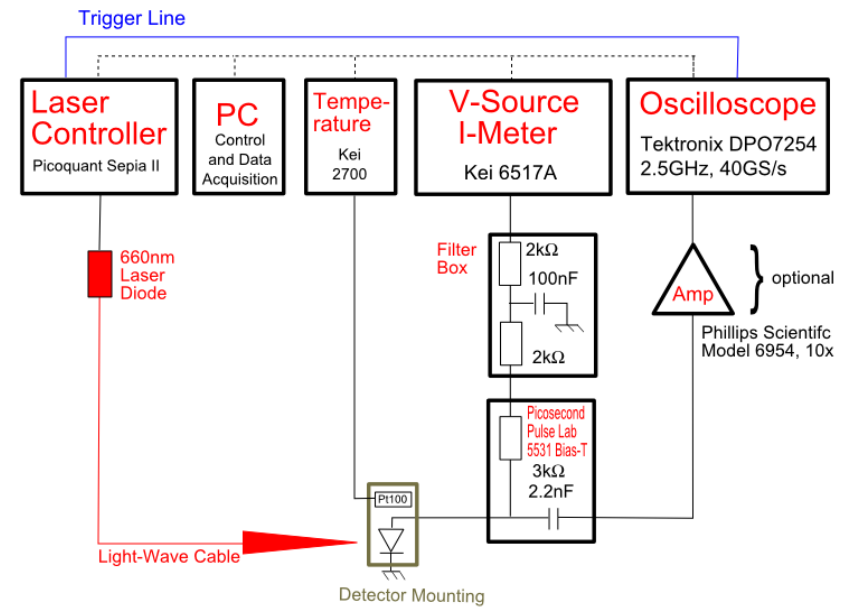 Trigger Line
Laser
Controller
Picoquant Sepia II
PC
Control
and Data
Acquisition
Tempe-
rature
Kei
2700
V-Source
I-Meter
Kei 6517A
Oscilloscope
Tektronix DPO7254
2.5GHz, 40GS/s
660nm
Laser
Diode
Filter
Box
2kΩ
100nF
2kΩ
Amp
optional
Phillips Scientifc
Model 6954, 10x
Picosecond
Pulse Lab
5531 Bias-T
3kΩ
2.2nF
Pt100
Light-Wave Cable
Detector Mounting